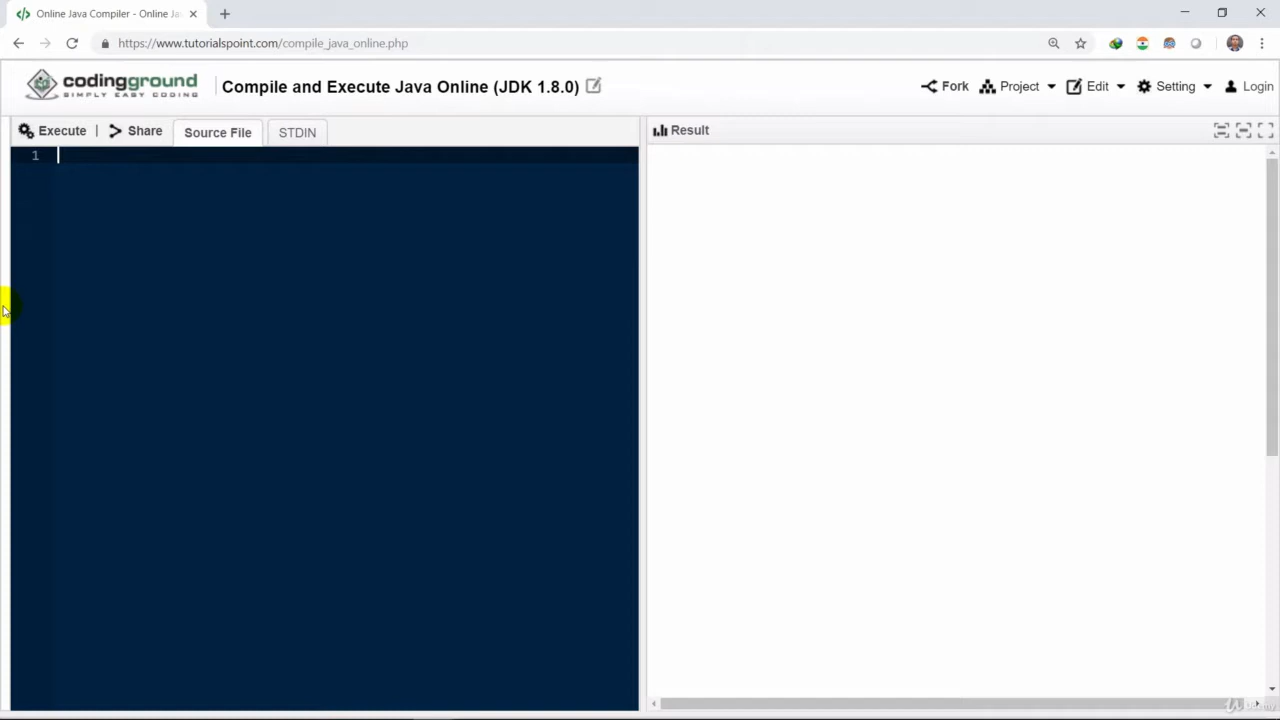 Online Java Compiler - Online Ja
https://www.tutorialspoint.com/compile_java_online.php
codingground
SIMPLY EASY CODING
Compile and Execute Java Online (JDK 1.8.0)
Fork
Project
Edit
Setting
Login
Execute | Share
Source File
STDIN
Result
1